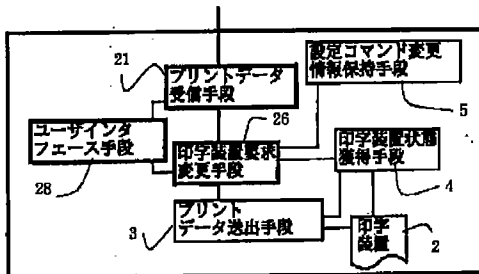 21
プリントデータ
受信手段
設定コマンド変更
情報保持手段
5
ユーザインタ
フェース手段
28
26
印字装置要求
変更手段
印字装置状態
獲得手段
4
プリント
データ送出手段
3
印字
装置
2